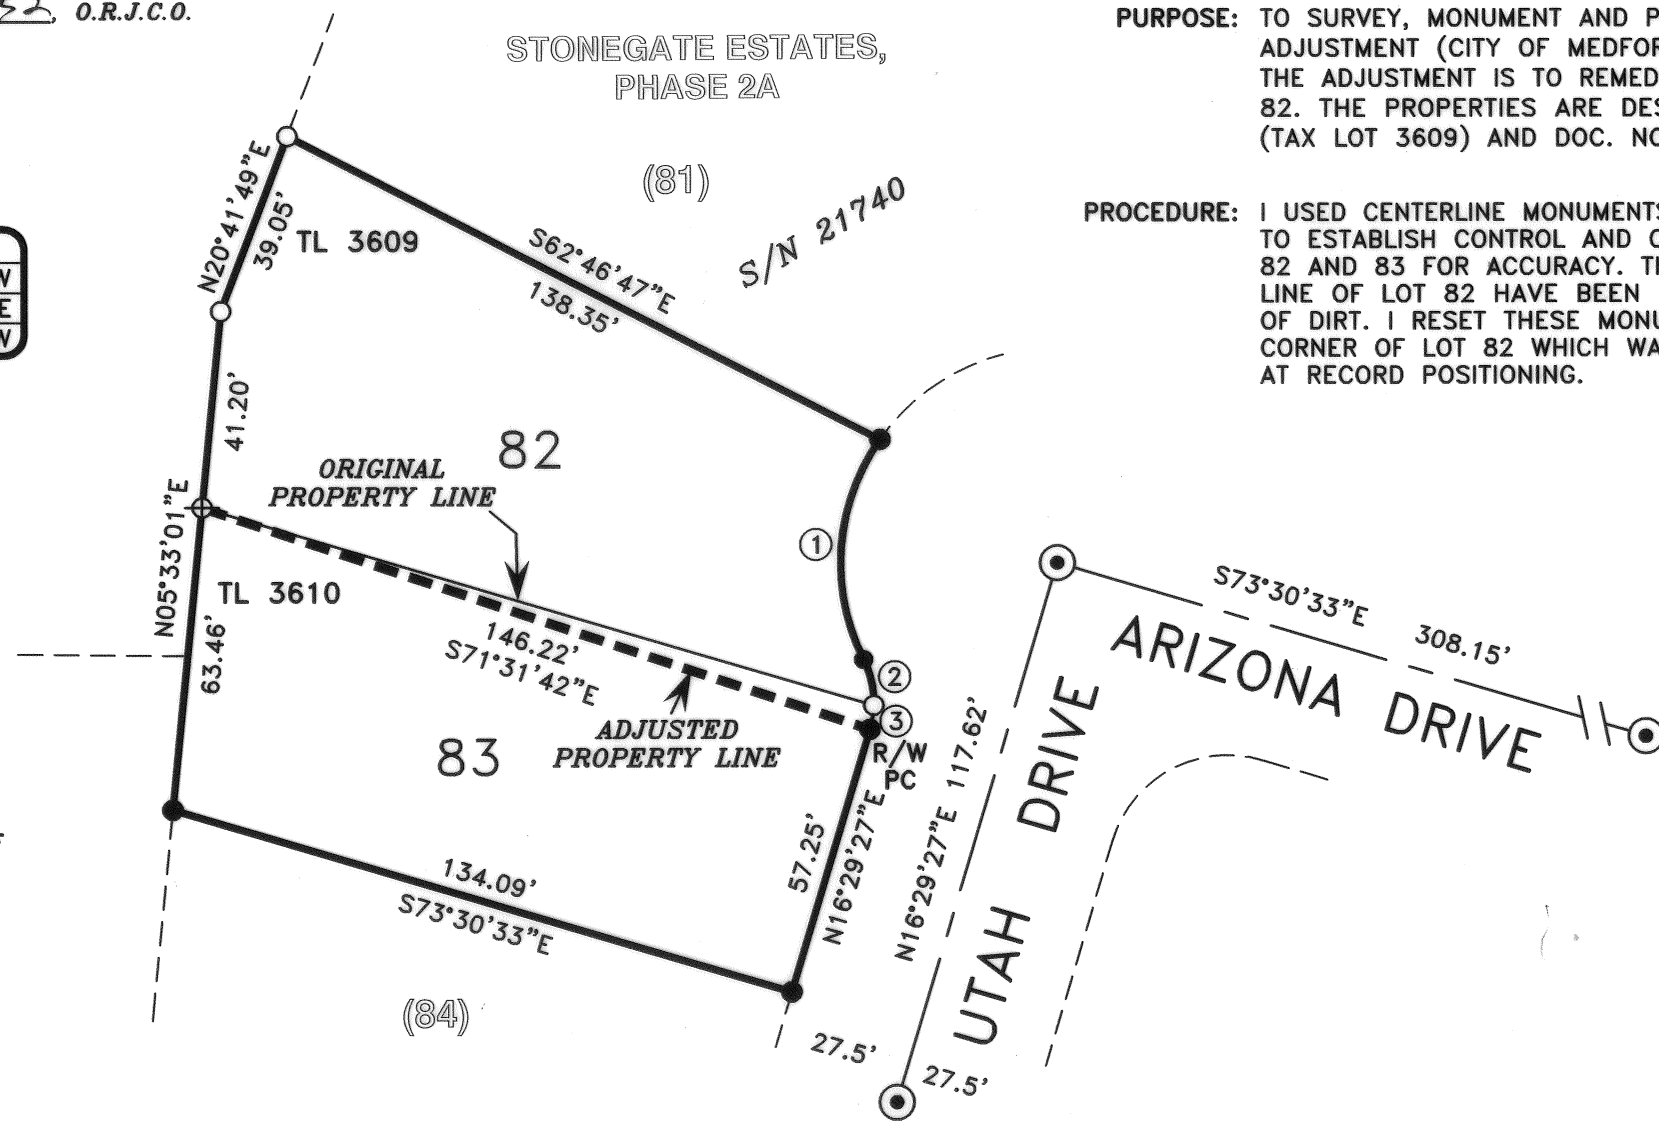 O.R.J.C.O.
STONEGATE ESTATES,
PHASE 2A
(81)
S/N 21740
PURPOSE: TO SURVEY, MONUMENT AND P
ADJUSTMENT (CITY OF MEDFOR
THE ADJUSTMENT IS TO REMED
82. THE PROPERTIES ARE DES
(TAX LOT 3609) AND DOC. NO
PROCEDURE: I USED CENTERLINE MONUMENTS
TO ESTABLISH CONTROL AND
82 AND 83 FOR ACCURACY. TH
LINE OF LOT 82 HAVE BEEN
OF DIRT. I RESET THESE MONU
CORNER OF LOT 82 WHICH WA
AT RECORD POSITIONING.
W
E
W
N20°41'49"E
39.05'
TL 3609
S62°46'47"E
138.35'
41.20'
82
ORIGINAL
PROPERTY LINE
1
N05°33'01"E
TL 3610
63.46'
146.22'
S71°31'42"E
2
3
R/W
PC
ADJUSTED
PROPERTY LINE
83
S73°30'33"E
308.15'
ARIZONA DRIVE
N16°29'27"E 117.62'
UTAH DRIVE
57.25'
N16°29'27"E
134.09'
S73°30'33"E
(84)
27.5'
27.5'